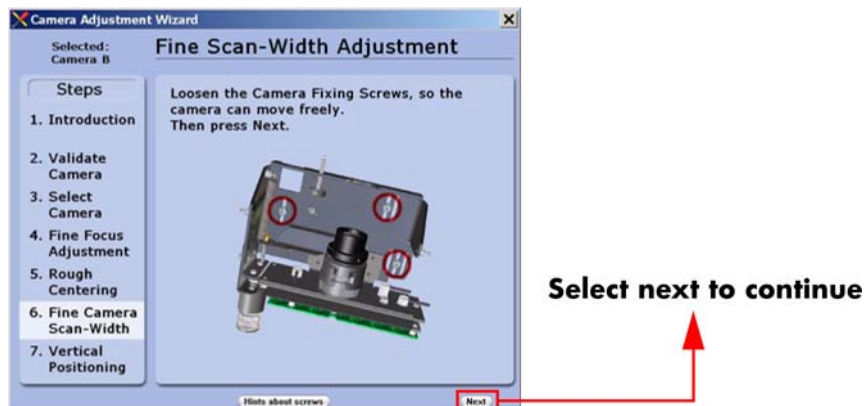 Camera Adjustment Wizard
Selected:
Camera B
Fine Scan-Width Adjustment
Steps
1. Introduction
2. Validate
Camera
3. Select
Camera
4. Fine Focus
Adjustment
5. Rough
Centering
6. Fine Camera
Scan-Width
7. Vertical
Positioning
Loosen the Camera Fixing Screws, so the
camera can move freely.
Then press Next.
Hints about screws
Next
Select next to continue